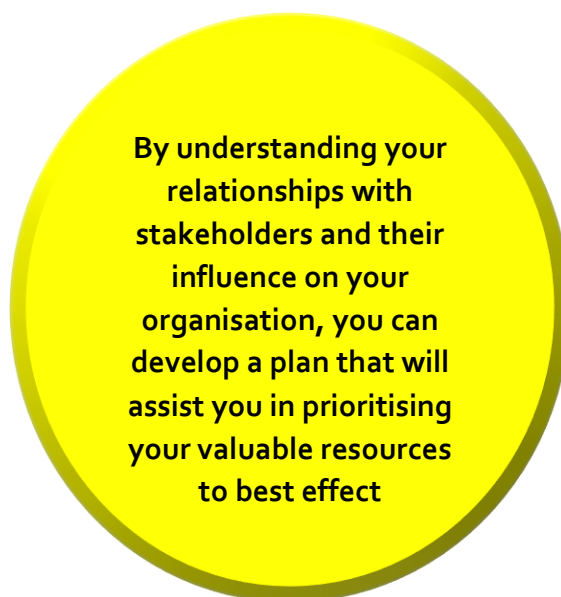 By understanding your
relationships with
stakeholders and their
influence on your
organisation, you can
develop a plan that will
assist you in prioritising
your valuable resources
to best effect